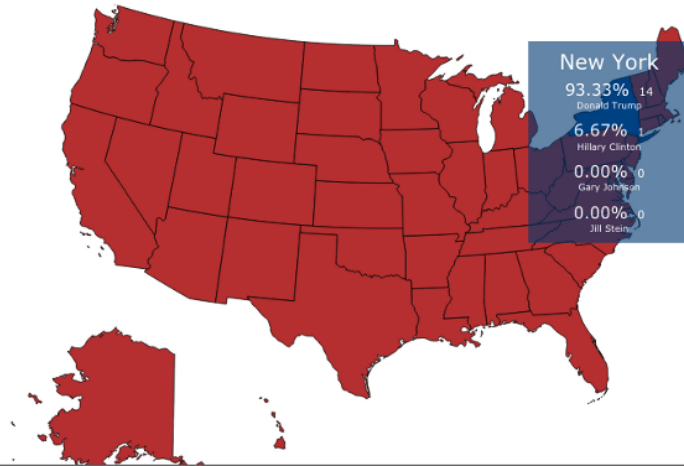 New York
93.33% 14
Donald Trump
6.67% 1
Hillary Clinton
0.00% 0
Gary Johnson
0.00% 0
Jill Stein